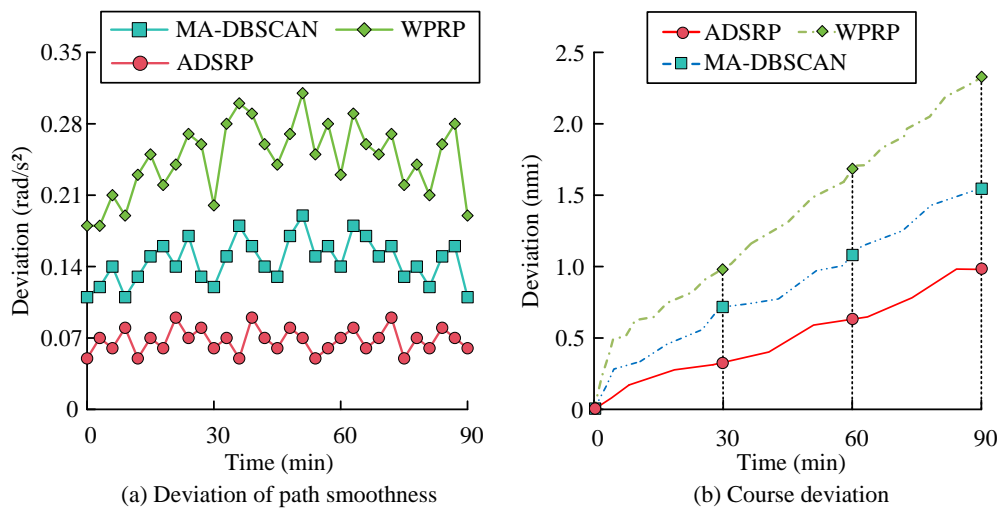 MA-DBSCAN WPRP
ADSRP
0.35
0.28
0.21
0.14
0.07
0
Deviation (rad/s²)
0 30 60 90
Time (min)
(a) Deviation of path smoothness
ADSRP WPRP
MA-DBSCAN
2.5
2.0
1.5
1.0
0.5
0
Deviation (nmi)
0 30 60 90
Time (min)
(b) Course deviation